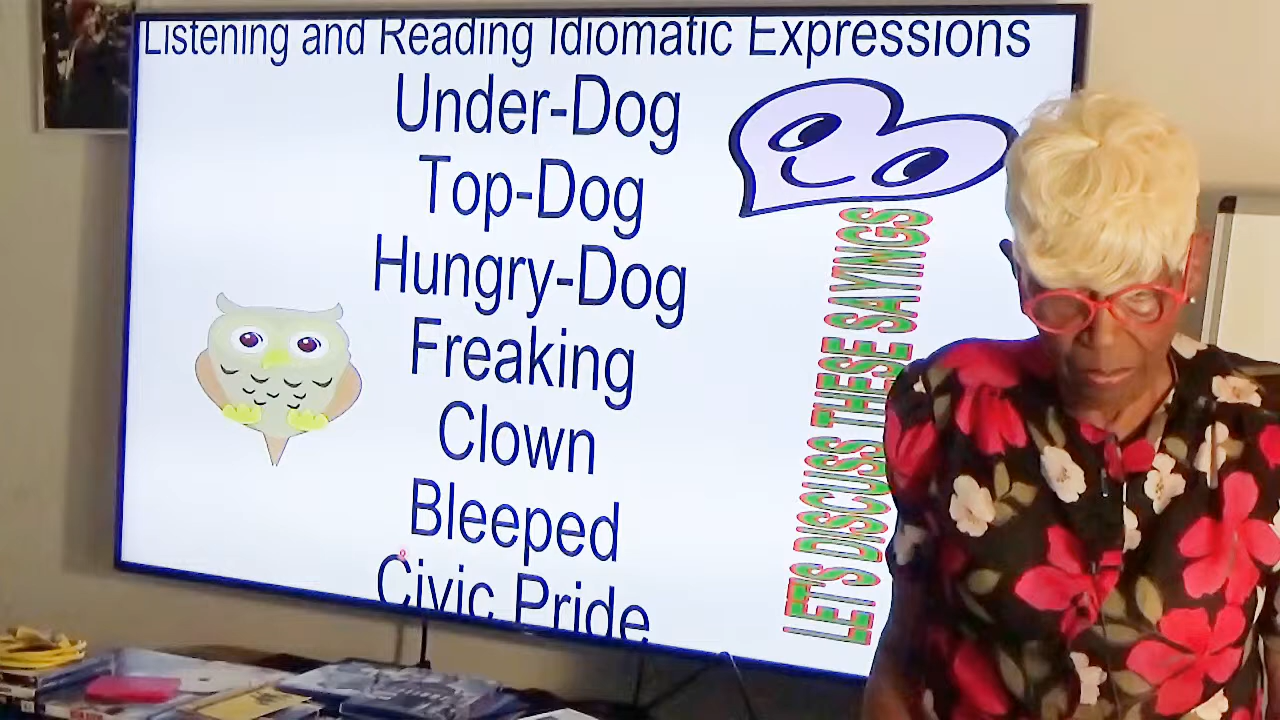 Listening and Reading Idiomatic Expressions
Under-Dog
Top-Dog
Hungry-Dog
Freaking
Clown
Bleeped
Civic Pride
LET'S DISCUSS THESE SAYINGS